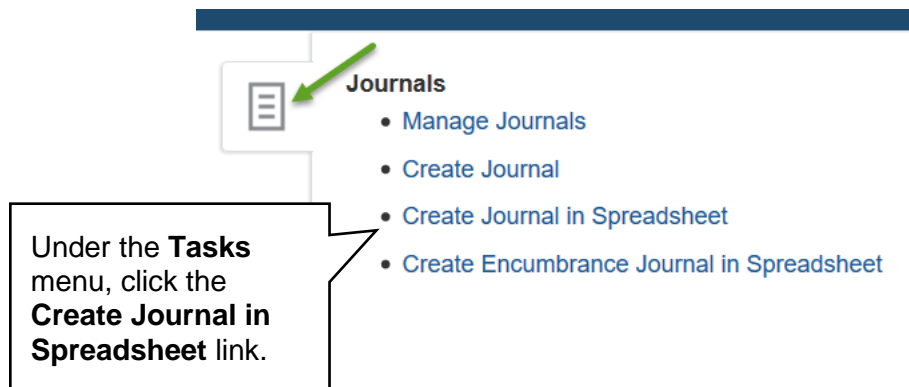 Journals
• Manage Journals
• Create Journal
• Create Journal in Spreadsheet
• Create Encumbrance Journal in Spreadsheet
Under the Tasks
menu, click the
Create Journal in
Spreadsheet link.